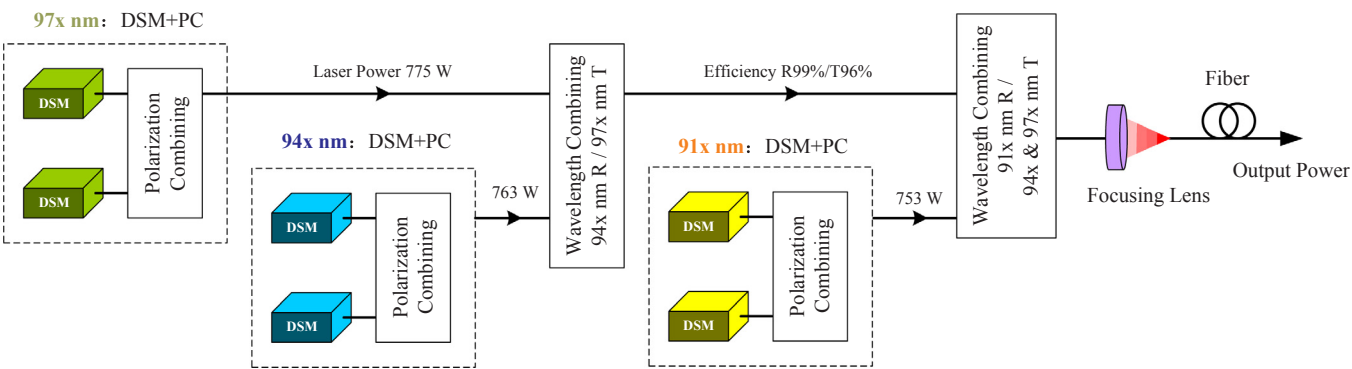 97x nm: DSM+PC
DSM
DSM
Polarization
Combining
Laser Power 775 W
94x nm: DSM+PC
DSM
DSM
Polarization
Combining
763 W
Wavelength Combining
94x nm R / 97x nm T
Efficiency R99%/T96%
91x nm: DSM+PC
DSM
DSM
Polarization
Combining
753 W
Wavelength Combining
91x nm R /
94x & 97x nm T
Focusing Lens
Fiber
Output Power